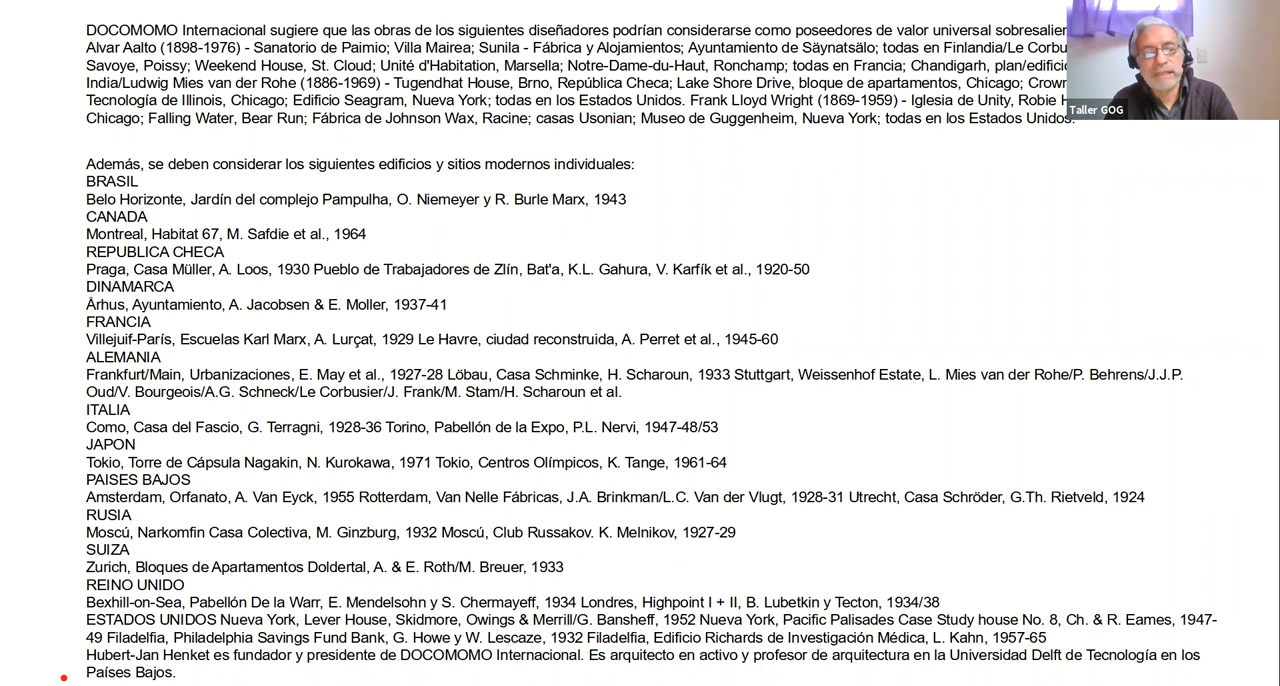 DOCOMOMO Internacional sugiere que las obras de los siguientes diseñadores podrían considerarse como poseedores de valor universal
Alvar Aalto (1898-1976) - Sanatorio de Paimio; Villa Mairea; Sunila - Fábrica y Alojamientos; Ayuntamiento de Säynatsälo; todas en Finlandia/Le
Savoye, Poissy; Weekend House, St. Cloud; Unité d'Habitation, Marsella; Notre-Dame-du-Haut, Ronchamp; todas en Francia; Chandigarh,
India/Ludwig Mies van der Rohe (1886-1969) - Tugendhat House, Brno, República Checa; Lake Shore Drive, bloque de apartamentos, Chicago;
Tecnología de Illinois, Chicago; Edificio Seagram, Nueva York; todas en los Estados Unidos. Frank Lloyd Wright (1869-1959) - Iglesia de Unity, Robie
Chicago; Falling Water, Bear Run; Fábrica de Johnson Wax, Racine; casas Usonian; Museo de Guggenheim, Nueva York; todas en los Estados Unidos.
Taller GOG
Además, se deben considerar los siguientes edificios y sitios modernos individuales:
BRASIL
Belo Horizonte, Jardín del complejo Pampulha, O. Niemeyer y R. Burle Marx, 1943
CANADA
Montreal, Habitat 67, M. Safdie et al., 1964
REPUBLICA CHECA
Praga, Casa Müller, A. Loos, 1930 Pueblo de Trabajadores de Zlín, Bat'a, K.L. Gahura, V. Karfík et al., 1920-50
DINAMARCA
Århus, Ayuntamiento, A. Jacobsen & E. Moller, 1937-41
FRANCIA
Villejuif-París, Escuelas Karl Marx, A. Lurçat, 1929 Le Havre, ciudad reconstruida, A. Perret et al., 1945-60
ALEMANIA
Frankfurt/Main, Urbanizaciones, E. May et al., 1927-28 Löbau, Casa Schminke, H. Scharoun, 1933 Stuttgart, Weissenhof Estate, L. Mies van der Rohe/P. Behrens/J.J.P.
Oud/V. Bourgeois/A.G. Schneck/Le Corbusier/J. Frank/M. Stam/H. Scharoun et al.
ITALIA
Como, Casa del Fascio, G. Terragni, 1928-36 Torino, Pabellón de la Expo, P.L. Nervi, 1947-48/53
JAPON
Tokio, Torre de Cápsula Nagakin, N. Kurokawa, 1971 Tokio, Centros Olímpicos, K. Tange, 1961-64
PAISES BAJOS
Amsterdam, Orfanato, A. Van Eyck, 1955 Rotterdam, Van Nelle Fábricas, J.A. Brinkman/L.C. Van der Vlugt, 1928-31 Utrecht, Casa Schröder, G.Th. Rietveld, 1924
RUSIA
Moscú, Narkomfin Casa Colectiva, M. Ginzburg, 1932 Moscú, Club Russakov. K. Melnikov, 1927-29
SUIZA
Zurich, Bloques de Apartamentos Doldertal, A. & E. Roth/M. Breuer, 1933
REINO UNIDO
Bexhill-on-Sea, Pabellón De la Warr, E. Mendelsohn y S. Chermayeff, 1934 Londres, Highpoint I + II, B. Lubetkin y Tecton, 1934/38
ESTADOS UNIDOS Nueva York, Lever House, Skidmore, Owings & Merrill/G. Bansheff, 1952 Nueva York, Pacific Palisades Case Study house No. 8, Ch. & R. Eames, 1947-
49 Filadelfia, Philadelphia Savings Fund Bank, G. Howe y W. Lescaze, 1932 Filadelfia, Edificio Richards de Investigación Médica, L. Kahn, 1957-65
Hubert-Jan Henket es fundador y presidente de DOCOMOMO Internacional. Es arquitecto en activo y profesor de arquitectura en la Universidad Delft de Tecnología en los
Países Bajos.